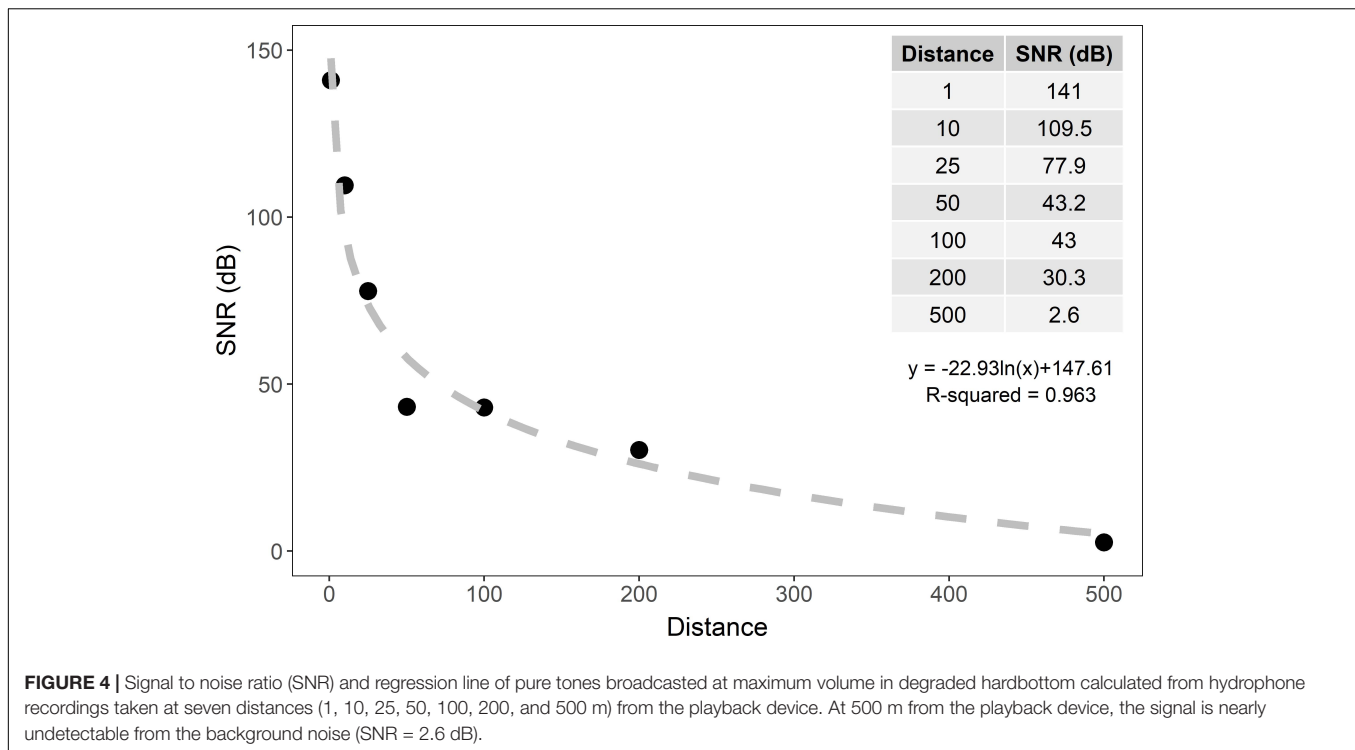 150
100
50
0
SNR (dB)
0 100 200 300 400 500
Distance
Distance SNR (dB)
1 141
10 109.5
25 77.9
50 43.2
100 43
200 30.3
500 2.6
y = -22.93ln(x)+147.61
R-squared = 0.963
FIGURE 4 | Signal to noise ratio (SNR) and regression line of pure tones broadcasted at maximum volume in degraded hardbottom calculated from hydrophone
recordings taken at seven distances (1, 10, 25, 50, 100, 200, and 500 m) from the playback device. At 500 m from the playback device, the signal is nearly
undetectable from the background noise (SNR = 2.6 dB).